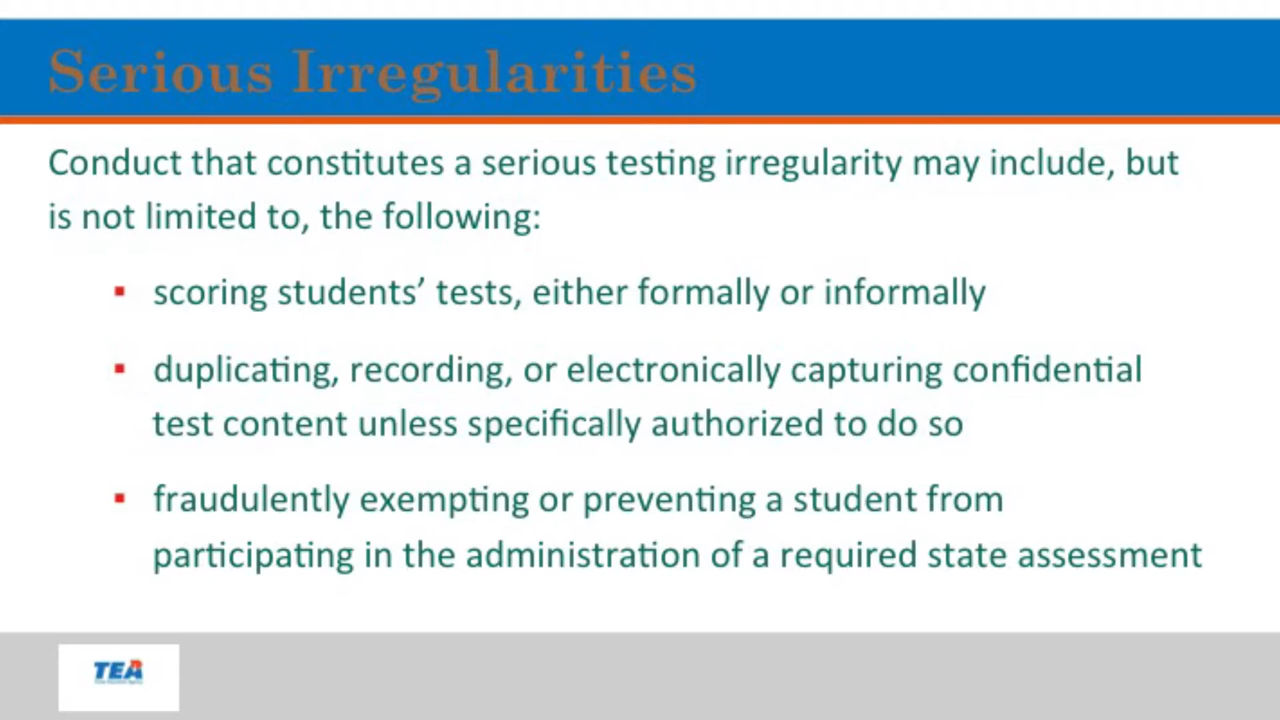 Serious Irregularities
Conduct that constitutes a serious testing irregularity may include, but
is not limited to, the following:
▪ scoring students’ tests, either formally or informally
▪ duplicating, recording, or electronically capturing confidential
test content unless specifically authorized to do so
▪ fraudulently exempting or preventing a student from
participating in the administration of a required state assessment
TEA